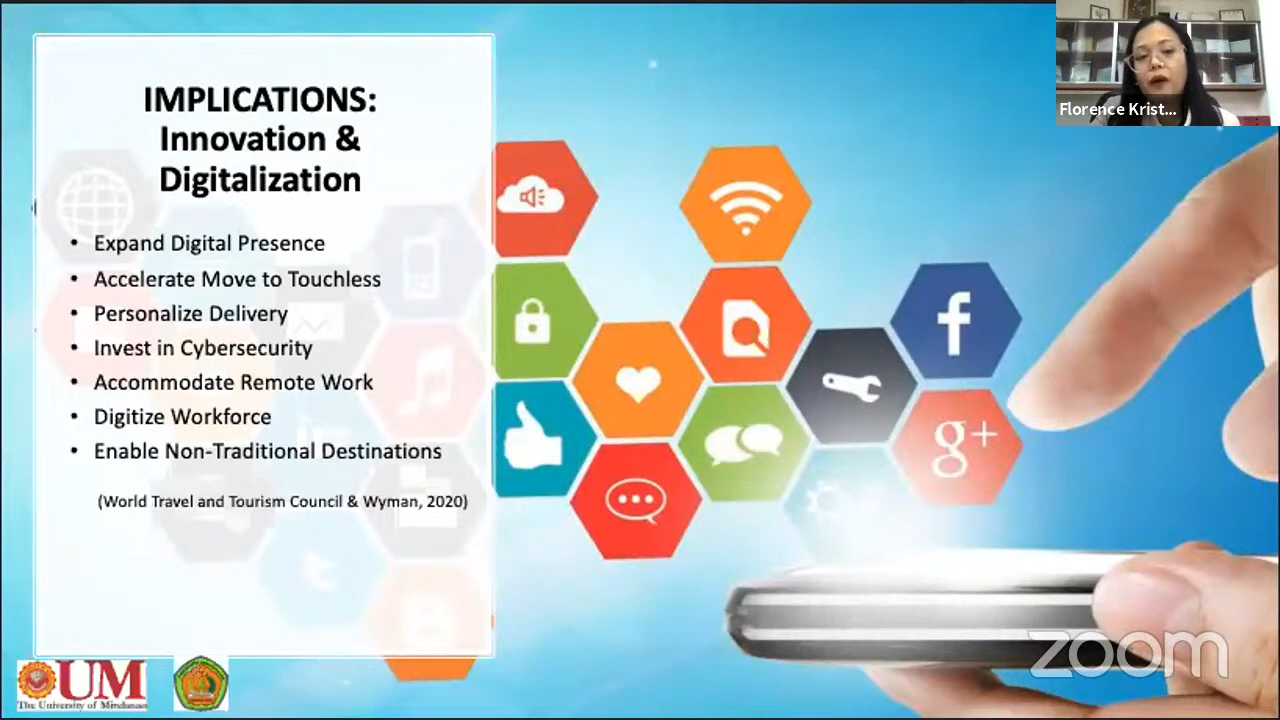 IMPLICATIONS:
Innovation &
Digitalization
• Expand Digital Presence
• Accelerate Move to Touchless
• Personalize Delivery
• Invest in Cybersecurity
• Accommodate Remote Work
• Digitize Workforce
• Enable Non-Traditional Destinations
(World Travel and Tourism Council & Wyman, 2020)
Florence Krist...
f
g+
zoom
UM
The University of Mindanao